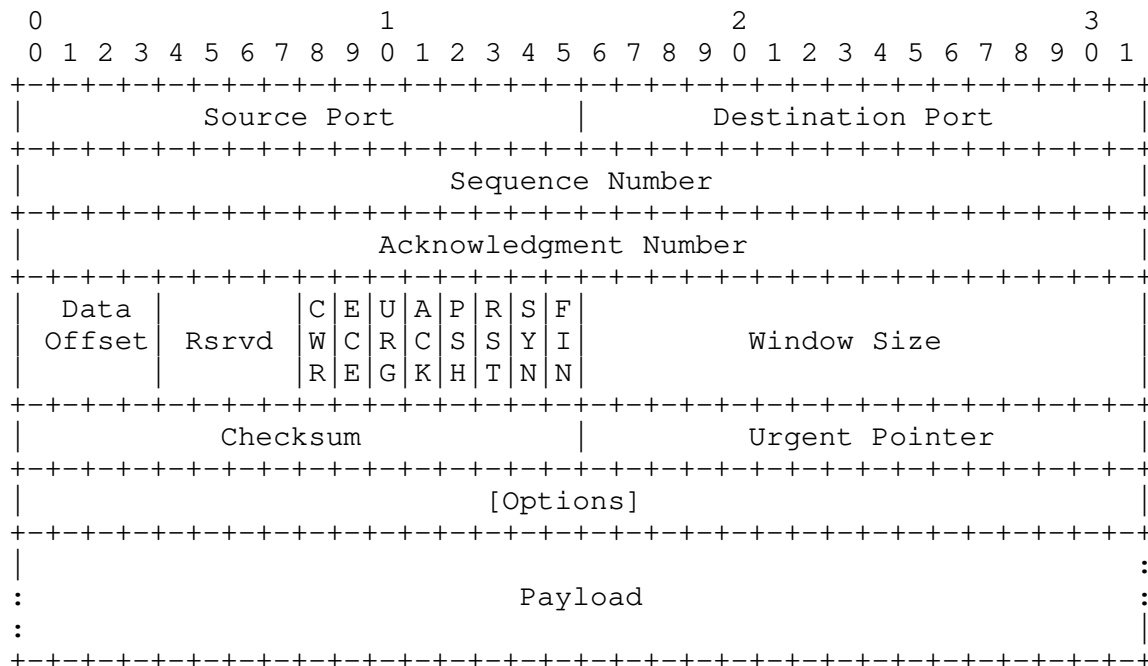 0                   1                   2                   3
 0 1 2 3 4 5 6 7 8 9 0 1 2 3 4 5 6 7 8 9 0 1 2 3 4 5 6 7 8 9 0 1
+-+-+-+-+-+-+-+-+-+-+-+-+-+-+-+-+-+-+-+-+-+-+-+-+-+-+-+-+-+-+-+-+
|          Source Port          |       Destination Port        |
+-+-+-+-+-+-+-+-+-+-+-+-+-+-+-+-+-+-+-+-+-+-+-+-+-+-+-+-+-+-+-+-+
|                        Sequence Number                        |
+-+-+-+-+-+-+-+-+-+-+-+-+-+-+-+-+-+-+-+-+-+-+-+-+-+-+-+-+-+-+-+-+
|                    Acknowledgment Number                      |
+-+-+-+-+-+-+-+-+-+-+-+-+-+-+-+-+-+-+-+-+-+-+-+-+-+-+-+-+-+-+-+-+
|  Data |       |C|E|U|A|P|R|S|F|                               |
| Offset| Rsrvd |W|C|R|C|S|S|Y|I|         Window Size           |
|       |       |R|E|G|K|H|T|N|N|                               |
+-+-+-+-+-+-+-+-+-+-+-+-+-+-+-+-+-+-+-+-+-+-+-+-+-+-+-+-+-+-+-+-+
|           Checksum            |         Urgent Pointer        |
+-+-+-+-+-+-+-+-+-+-+-+-+-+-+-+-+-+-+-+-+-+-+-+-+-+-+-+-+-+-+-+-+
|                          [Options]                            |
+-+-+-+-+-+-+-+-+-+-+-+-+-+-+-+-+-+-+-+-+-+-+-+-+-+-+-+-+-+-+-+-+
|                                                               :
:                            Payload                            :
:                                                               |
+-+-+-+-+-+-+-+-+-+-+-+-+-+-+-+-+-+-+-+-+-+-+-+-+-+-+-+-+-+-+-+-+